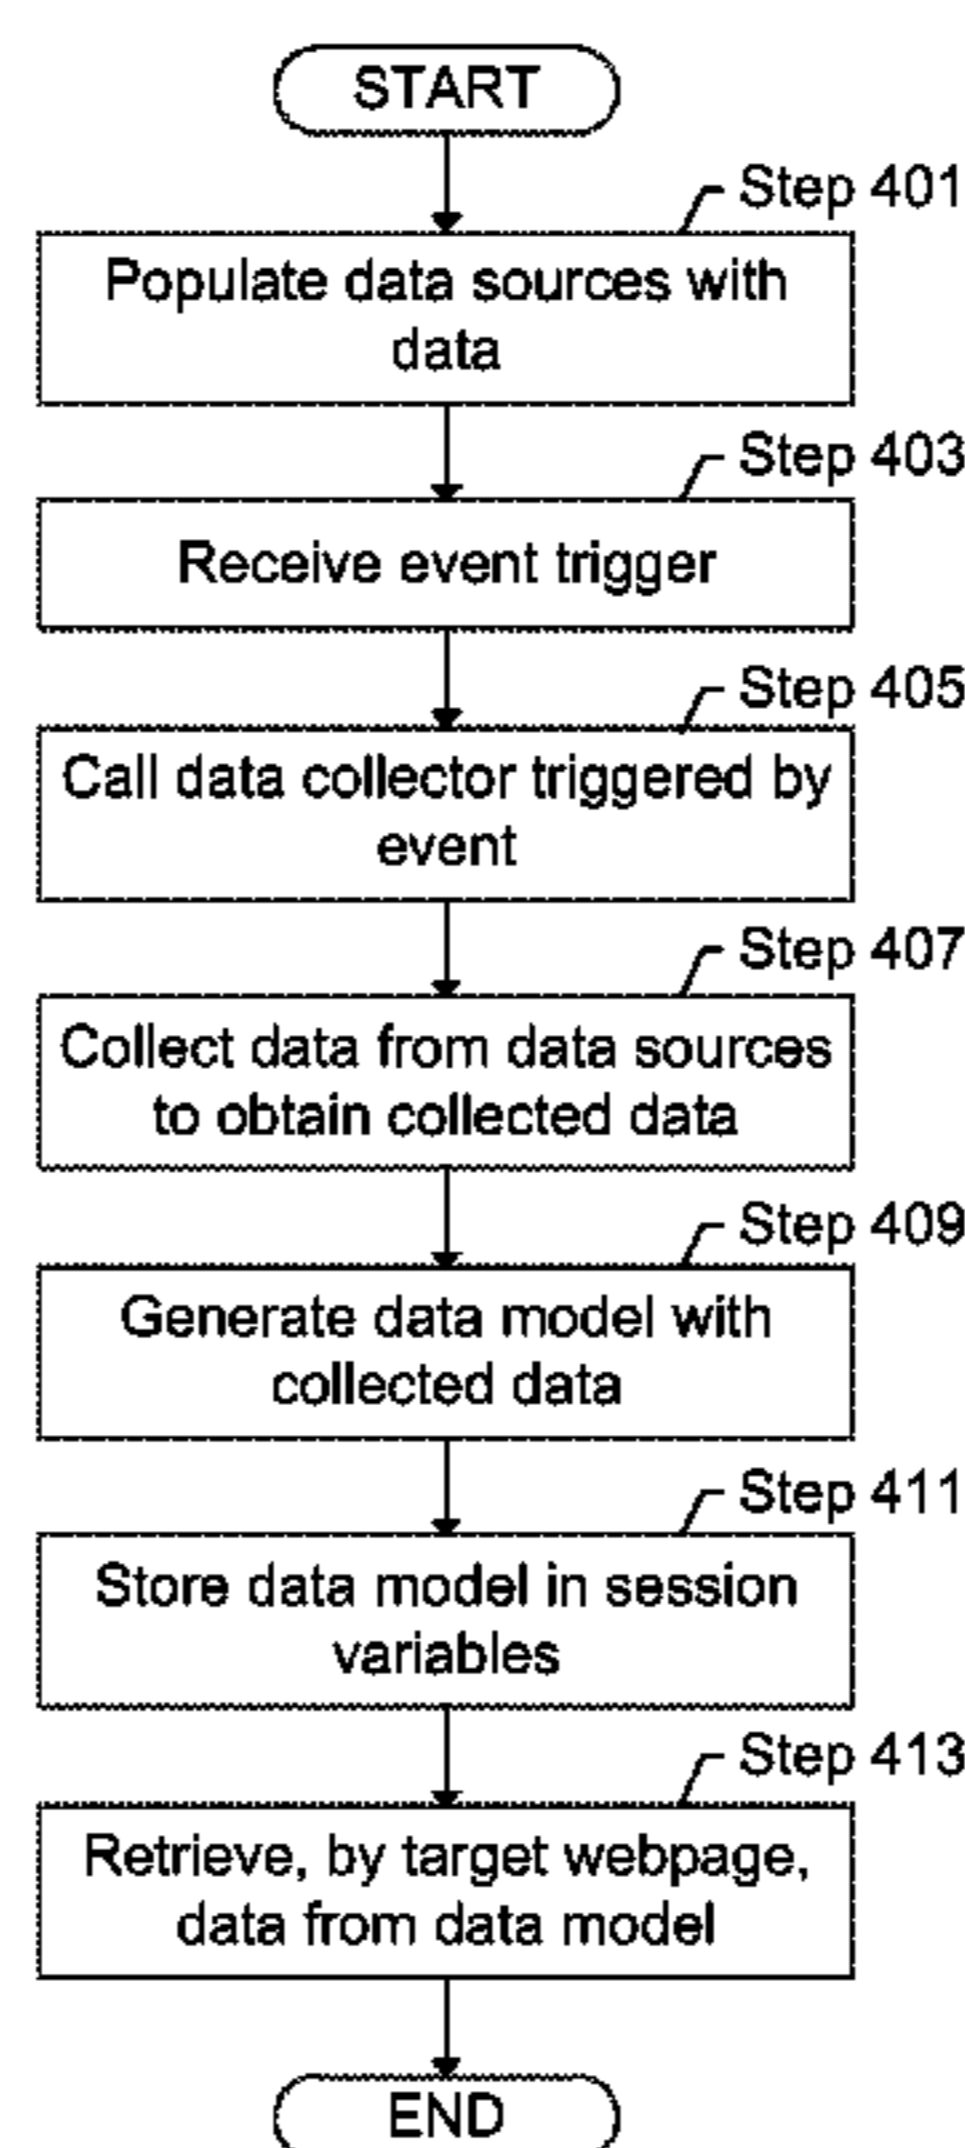 START
Step 401
Populate data sources with
data
Step 403
Receive event trigger
Step 405
Call data collector triggered by
event
Step 407
Collect data from data sources
to obtain collected data
Step 409
Generate data model with
collected data
Step 411
Store data model in session
variables
Step 413
Retrieve, by target webpage,
data from data model
END